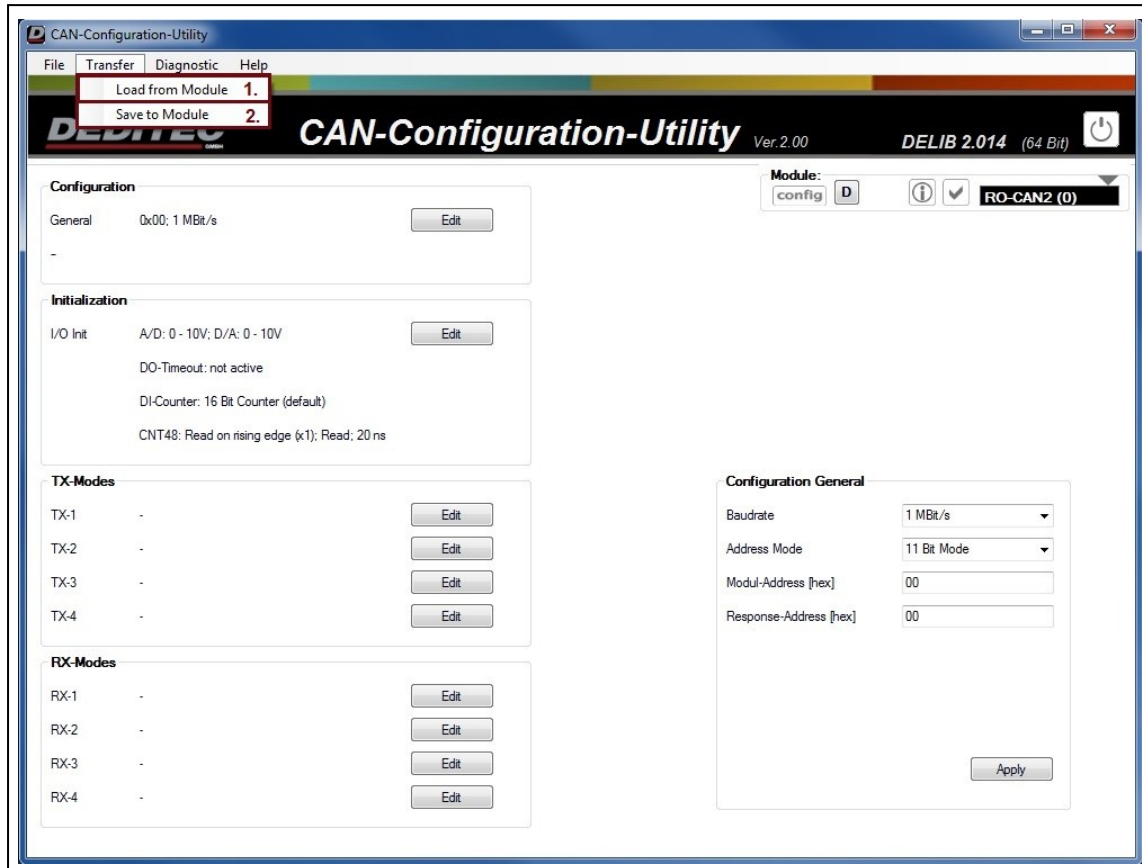 CAN-Configuration-Utility
File Transfer Diagnostic Help
Load from Module 1.
Save to Module 2.
DEDITEC GMBH CAN-Configuration-Utility Ver.2.00 DELIB 2.014 (64 Bit)
Module:
config D RO-CAN2 (0)
Configuration
General 0x00; 1 MBit/s Edit
-
Initialization
I/O Init A/D: 0 - 10V; D/A: 0 - 10V Edit
DO-Timeout: not active
DI-Counter: 16 Bit Counter (default)
CNT48: Read on rising edge (x1); Read; 20 ns
TX-Modes
TX-1 - Edit
TX-2 - Edit
TX-3 - Edit
TX-4 - Edit
RX-Modes
RX-1 - Edit
RX-2 - Edit
RX-3 - Edit
RX-4 - Edit
Configuration General
Baudrate 1 MBit/s
Address Mode 11 Bit Mode
Modul-Address [hex] 00
Response-Address [hex] 00
Apply